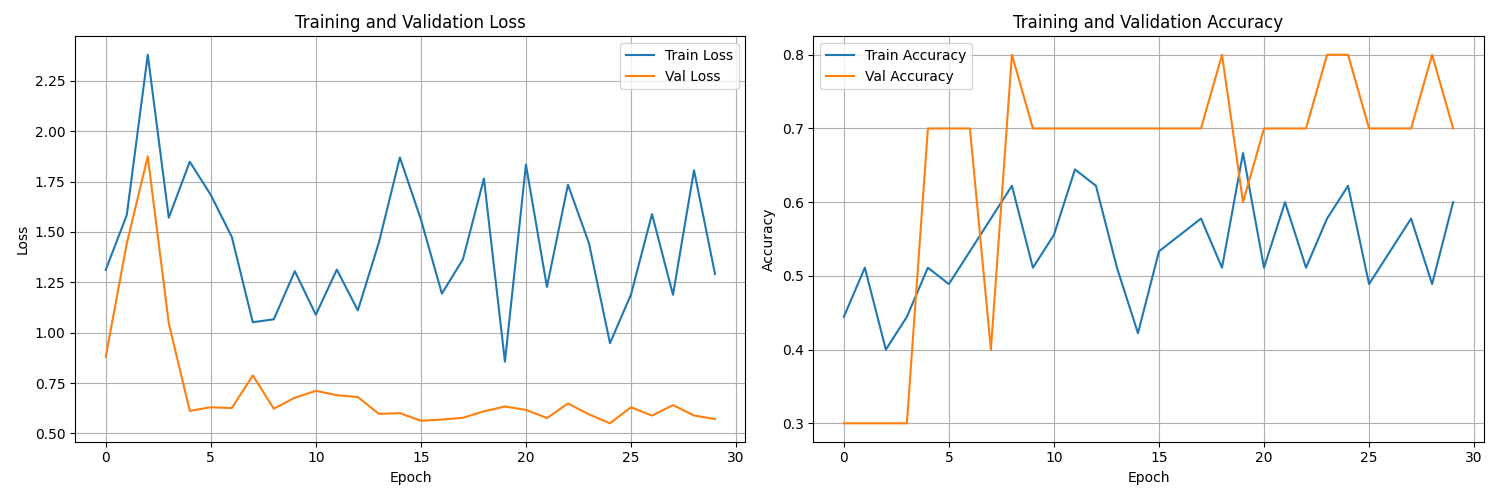 Training and Validation Loss
Train Loss
Val Loss
2.25
2.00
1.75
1.50
1.25
1.00
0.75
0.50
Loss
0 5 10 15 20 25 30
Epoch
Training and Validation Accuracy
Train Accuracy
Val Accuracy
0.8
0.7
0.6
0.5
0.4
0.3
Accuracy
0 5 10 15 20 25 30
Epoch